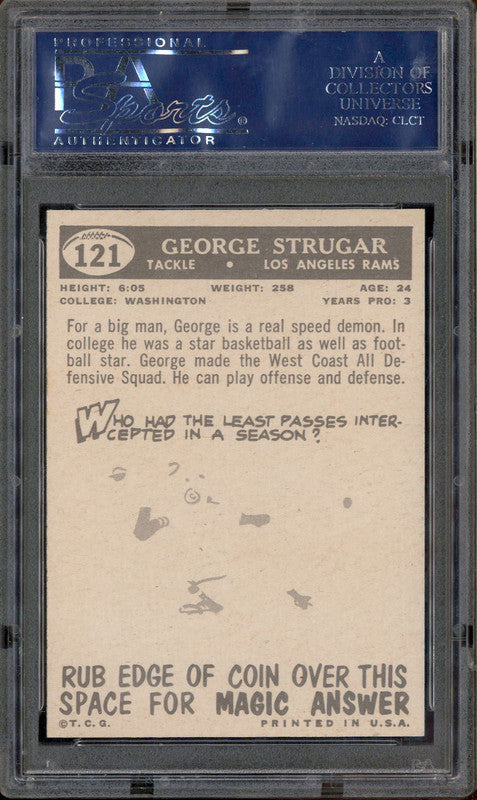 PROFESSIONAL
PSA
Sports®
AUTHENTICATOR
A
DIVISION OF
COLLECTORS
UNIVERSE
NASDAQ: CLCT
121
GEORGE STRUGAR
TACKLE • LOS ANGELES RAMS
HEIGHT: 6:05 WEIGHT: 258 AGE: 24
COLLEGE: WASHINGTON YEARS PRO: 3
For a big man, George is a real speed demon. In
college he was a star basketball as well as foot-
ball star. George made the West Coast All De-
fensive Squad. He can play offense and defense.
WHO HAD THE LEAST PASSES INTER-
CEPTED IN A SEASON?
RUB EDGE OF COIN OVER THIS
SPACE FOR MAGIC ANSWER
©T.C.G. PRINTED IN U.S.A.